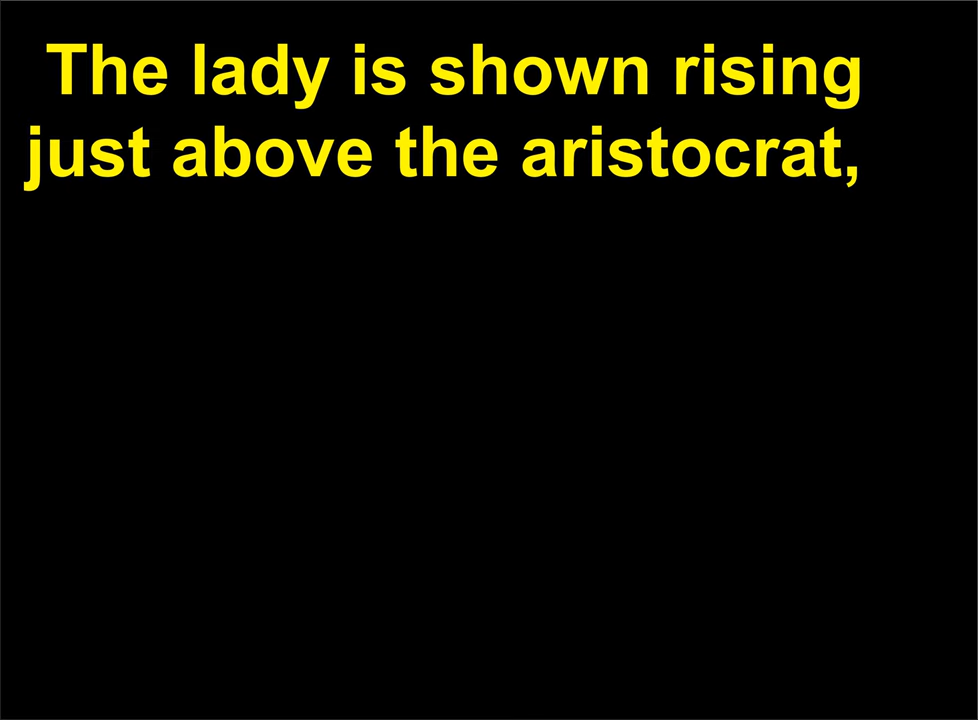 The lady is shown rising
just above the aristocrat,